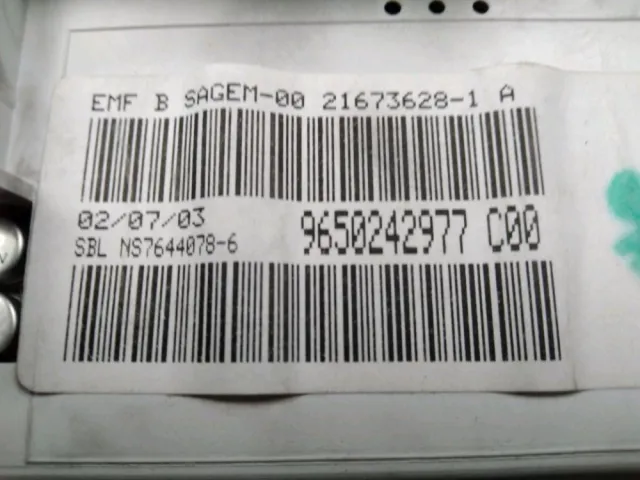 EMF B SAGEM-00 21673628-1 A
02/07/03
SBL NS7644078-6
9650242977 C00